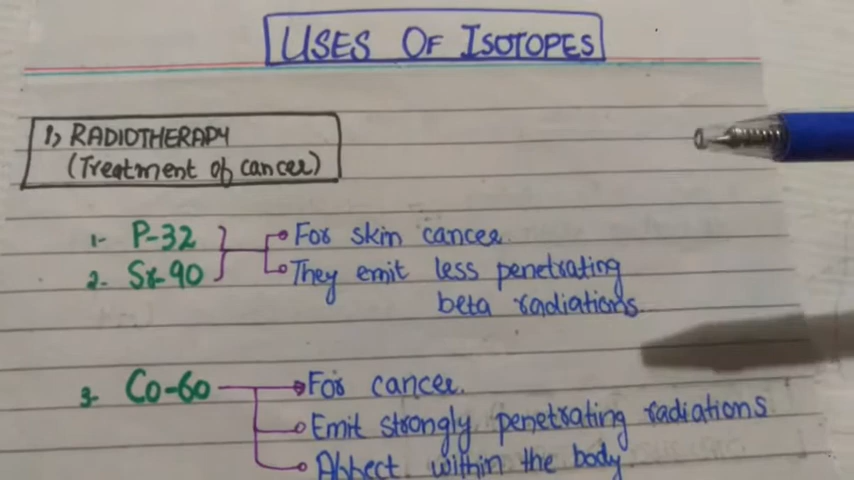 USES OF ISOTOPES
1) RADIOTHERAPY
(Treatment of cancer)
1- P-32
For skin cancer.
2- Sr-90
They emit less penetrating
beta radiations.
3- Co-60
For cancer.
Emit strongly penetrating radiations
Affect within the body